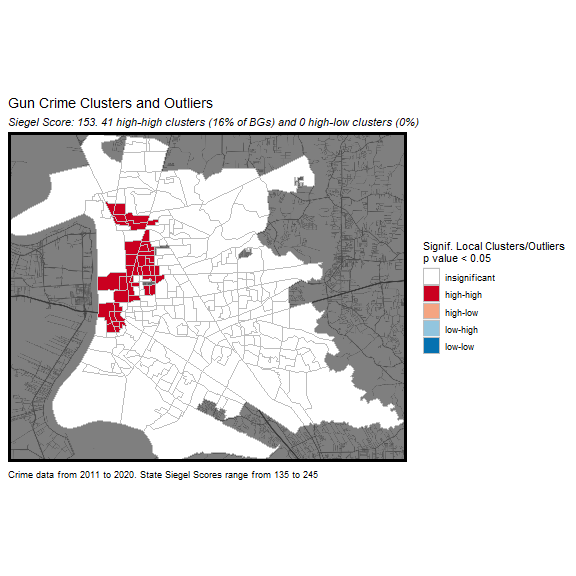 Gun Crime Clusters and Outliers
Siegel Score: 153. 41 high-high clusters (16% of BGs) and 0 high-low clusters (0%)
Signif. Local Clusters/Outliers
p value < 0.05
insignificant
high-high
high-low
low-high
low-low
Crime data from 2011 to 2020. State Siegel Scores range from 135 to 245